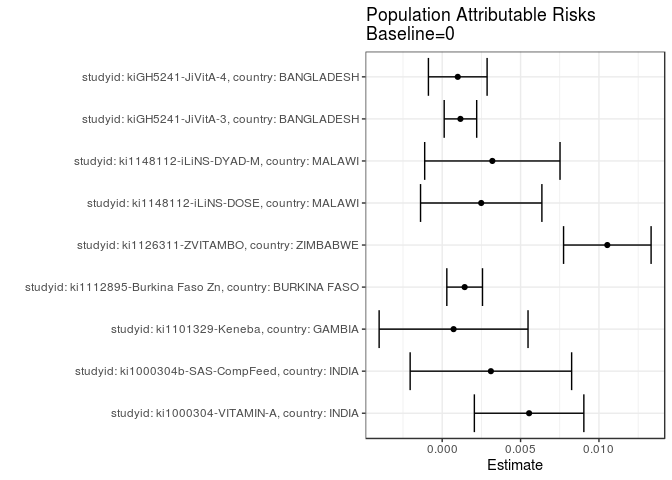 Population Attributable Risks
Baseline=0
studyid: kiGH5241-JiVitA-4, country: BANGLADESH
studyid: kiGH5241-JiVitA-3, country: BANGLADESH
studyid: ki1148112-iLiNS-DYAD-M, country: MALAWI
studyid: ki1148112-iLiNS-DOSE, country: MALAWI
studyid: ki1126311-ZVITAMBO, country: ZIMBABWE
studyid: ki1112895-Burkina Faso Zn, country: BURKINA FASO
studyid: ki1101329-Keneba, country: GAMBIA
studyid: ki1000304b-SAS-CompFeed, country: INDIA
studyid: ki1000304-VITAMIN-A, country: INDIA
0.000 0.005 0.010
Estimate